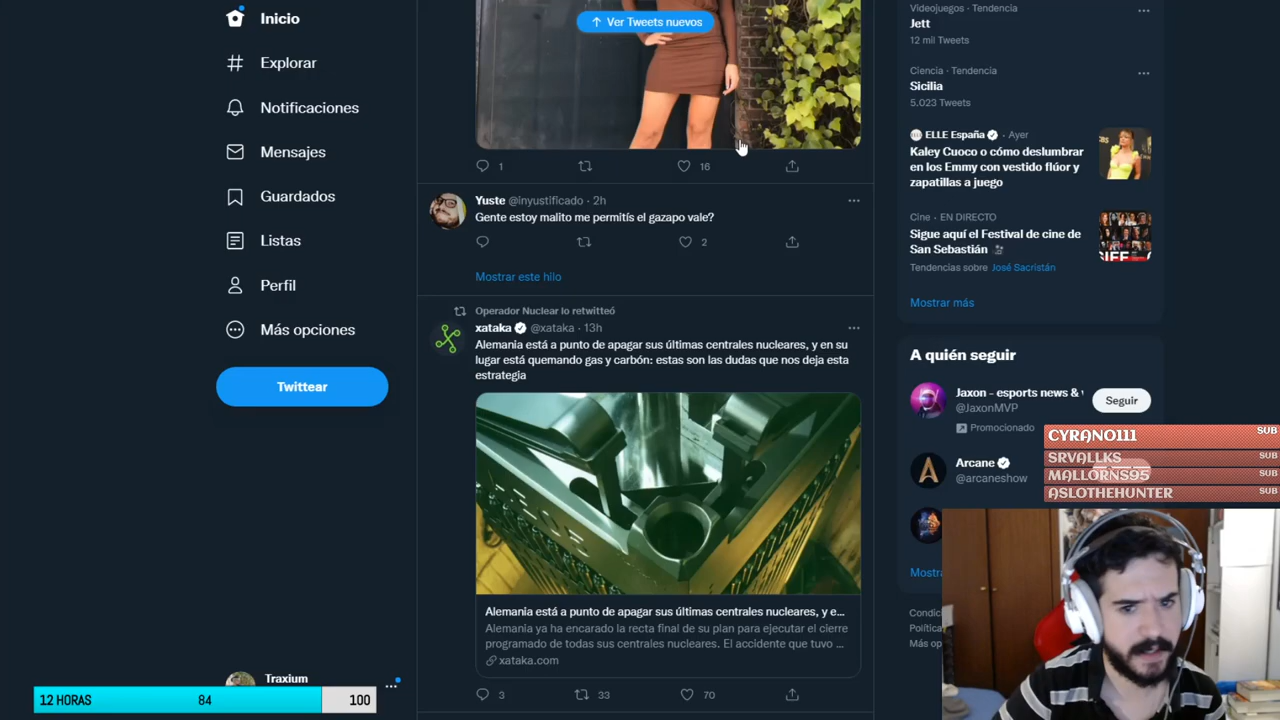 Inicio
Explorar
Notificaciones
Mensajes
Guardados
Listas
Perfil
Más opciones
Twittear
Traxium
12 HORAS 84 100
Ver Tweets nuevos
1 16
Yuste @inyustificado · 2h
Gente estoy malito me permitís el gazapo vale?
2
Mostrar este hilo
Operador Nuclear lo retwitteó
xataka @xataka · 13h
Alemania está a punto de apagar sus últimas centrales nucleares, y en su
lugar está quemando gas y carbón: estas son las dudas que nos deja esta
estrategia
Alemania está a punto de apagar sus últimas centrales nucleares, y e...
Alemania ya ha encarado la recta final de su plan para ejecutar el cierre
programado de todas sus centrales nucleares. El accidente que tuvo ...
xataka.com
3 33 70
Videojuegos · Tendencia
Jett
12 mil Tweets
Ciencia · Tendencia
Sicilia
5.023 Tweets
ELLE España · Ayer
Kaley Cuoco o cómo deslumbrar
en los Emmy con vestido flúor y
zapatillas a juego
Cine · EN DIRECTO
Sigue aquí el Festival de cine de
San Sebastián
Tendencias sobre José Sacristán
Mostrar más
A quién seguir
Jaxon - esports news &
@JaxonMVP
Seguir
Promocionado
Arcane
@arcaneshow
CYRANO111 SUB
SRVALLKS SUB
MALLORNS95 SUB
ASLOTHEHUNTER SUB
Mostr
Condic
Política
Más op